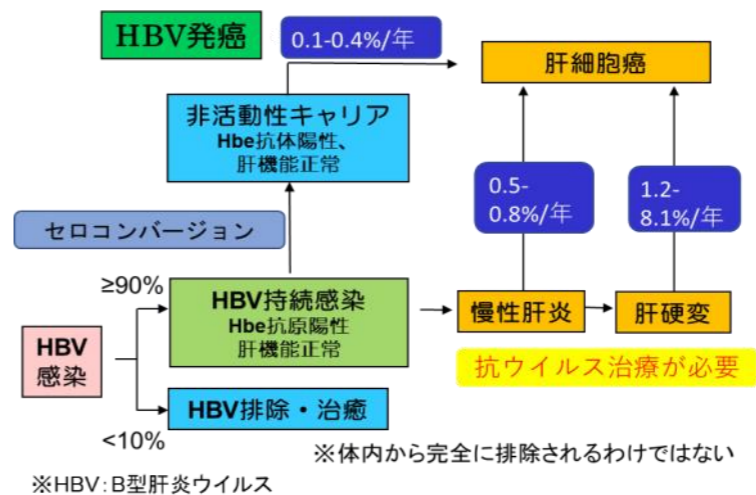 HBV発癌
0.1-0.4%/年
肝細胞癌
非活動性キャリア
Hbe抗体陽性、
肝機能正常
0.5-
0.8%/年
1.2-
8.1%/年
セロコンバージョン
≥90%
HBV持続感染
Hbe抗原陽性
肝機能正常
慢性肝炎
肝硬変
HBV
感染
抗ウイルス治療が必要
HBV排除・治癒
<10%
※体内から完全に排除されるわけではない
※HBV：B型肝炎ウイルス